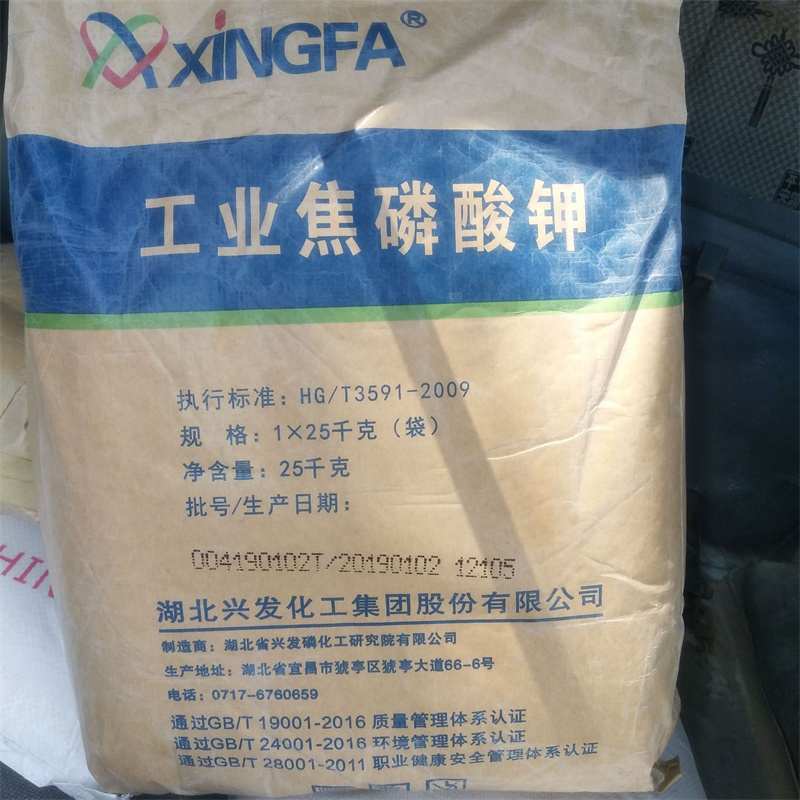 XINGFA®
工业焦磷酸钾
执行标准：HG/T3591-2009
规 格：1×25千克（袋）
净含量：25千克
批号/生产日期：
004190102T/20190102 12105
湖北兴发化工集团股份有限公司
制造商：湖北省兴发磷化工研究院有限公司
生产地址：湖北省宜昌市猇亭区猇亭大道66-6号
电话：0717-6760659
通过GB/T 19001-2016 质量管理体系认证
通过GB/T 24001-2016 环境管理体系认证
通过GB/T 28001-2011 职业健康安全管理体系认证